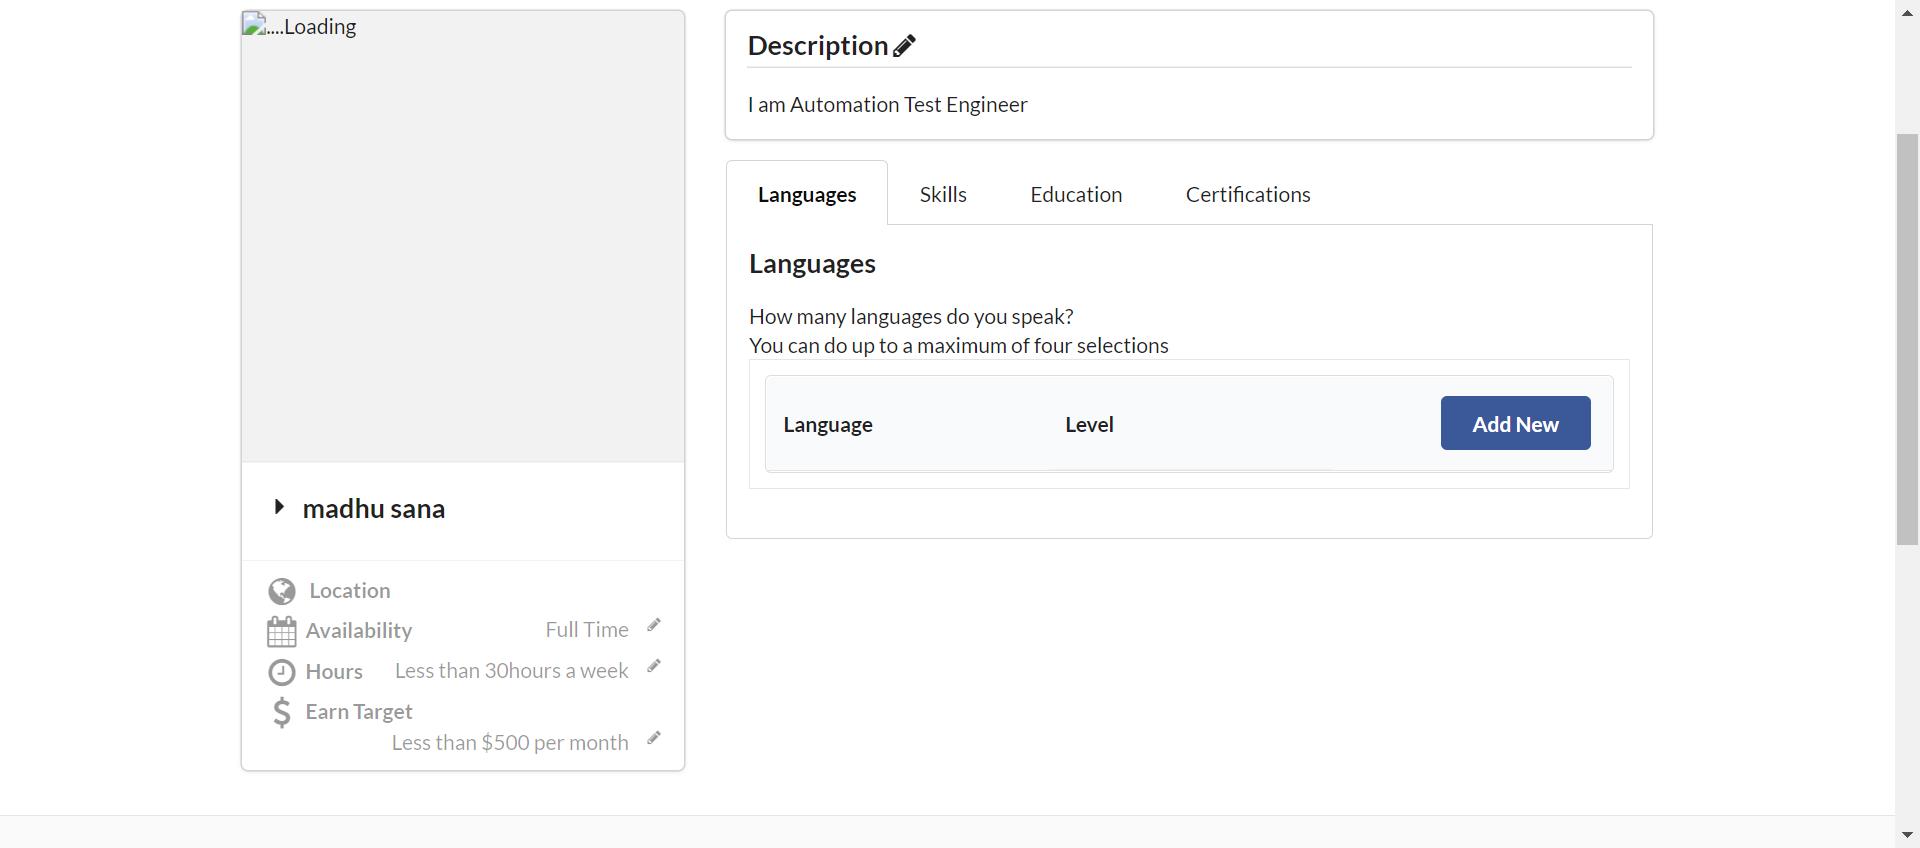 ....Loading
madhu sana
Location
Availability Full Time
Hours Less than 30hours a week
Earn Target
Less than $500 per month
Description
I am Automation Test Engineer
Languages Skills Education Certifications
Languages
How many languages do you speak?
You can do up to a maximum of four selections
Language Level Add New